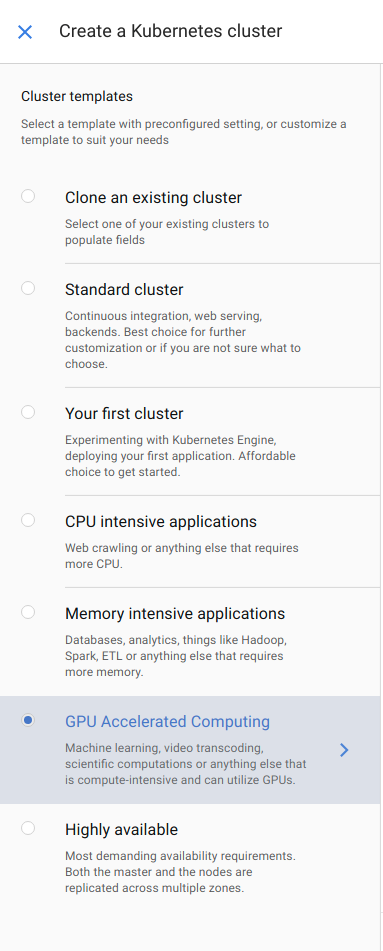 Create a Kubernetes cluster
Cluster templates
Select a template with preconfigured setting, or customize a
template to suit your needs
Clone an existing cluster
Select one of your existing clusters to
populate fields
Standard cluster
Continuous integration, web serving,
backends. Best choice for further
customization or if you are not sure what to
choose.
Your first cluster
Experimenting with Kubernetes Engine,
deploying your first application. Affordable
choice to get started.
CPU intensive applications
Web crawling or anything else that requires
more CPU.
Memory intensive applications
Databases, analytics, things like Hadoop,
Spark, ETL or anything else that requires
more memory.
GPU Accelerated Computing
Machine learning, video transcoding,
scientific computations or anything else that
is compute-intensive and can utilize GPUs.
Highly available
Most demanding availability requirements.
Both the master and the nodes are
replicated across multiple zones.